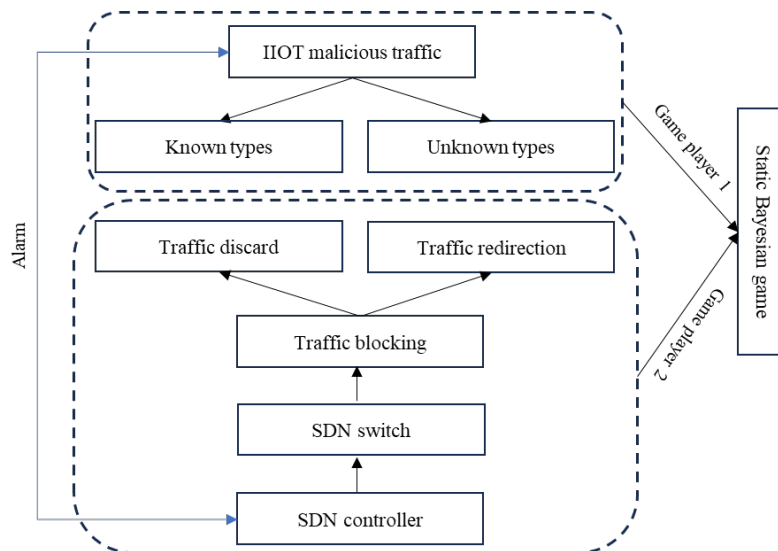 IIOT malicious traffic
Known types
Unknown types
Game player 1
Static Bayesian game
Alarm
Traffic discard
Traffic redirection
Game player 2
Traffic blocking
SDN switch
SDN controller